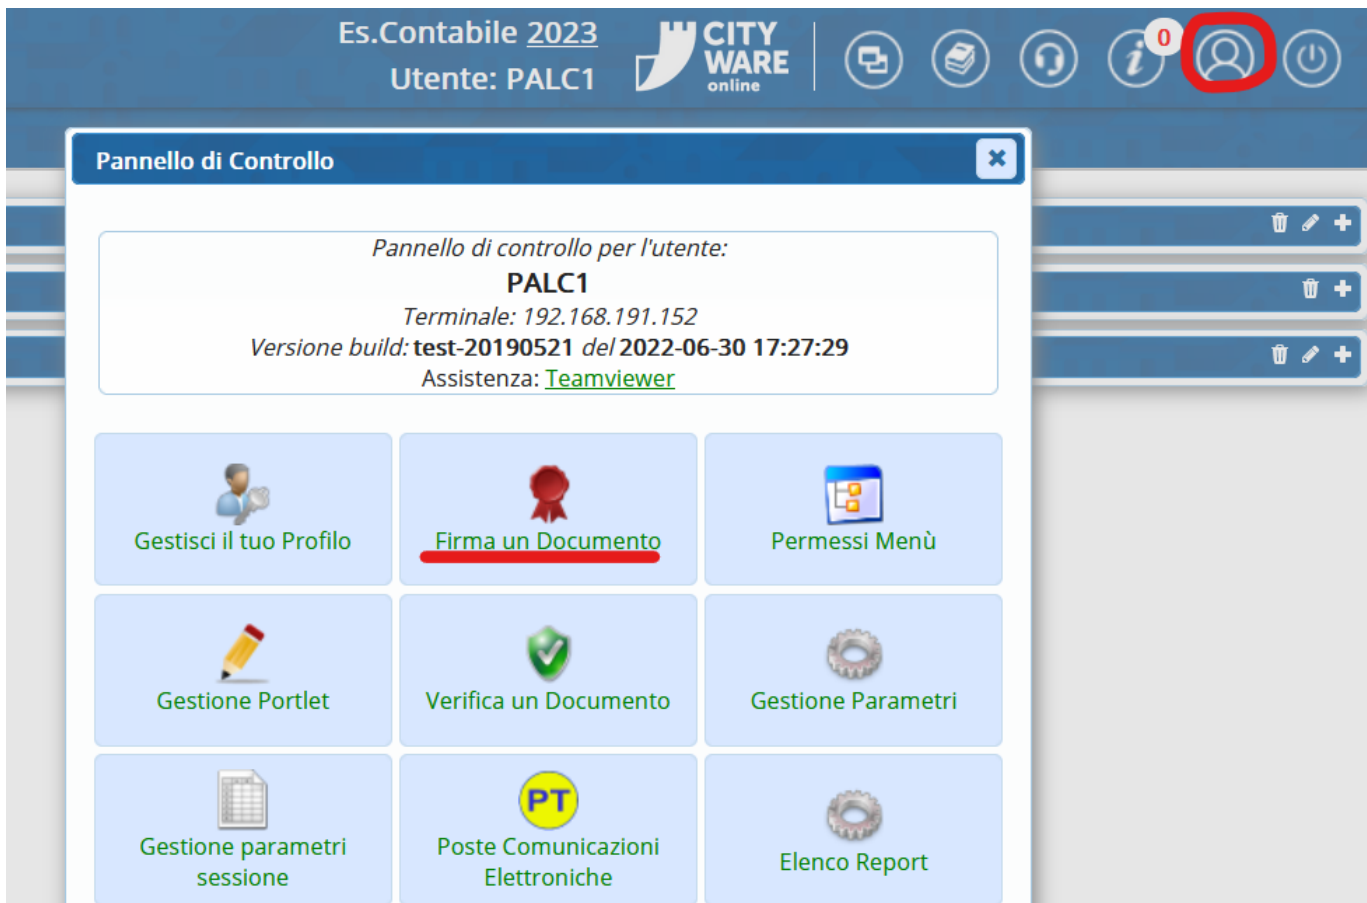 Es.Contabile 2023
Utente: PALC1
CITY
WARE
online
0
Pannello di Controllo
Pannello di controllo per l'utente:
PALC1
Terminale: 192.168.191.152
Versione build: test-20190521 del 2022-06-30 17:27:29
Assistenza: Teamviewer
Gestisci il tuo Profilo
Firma un Documento
Permessi Menù
Gestione Portlet
Verifica un Documento
Gestione Parametri
Gestione parametri
sessione
PT
Poste Comunicazioni
Elettroniche
Elenco Report